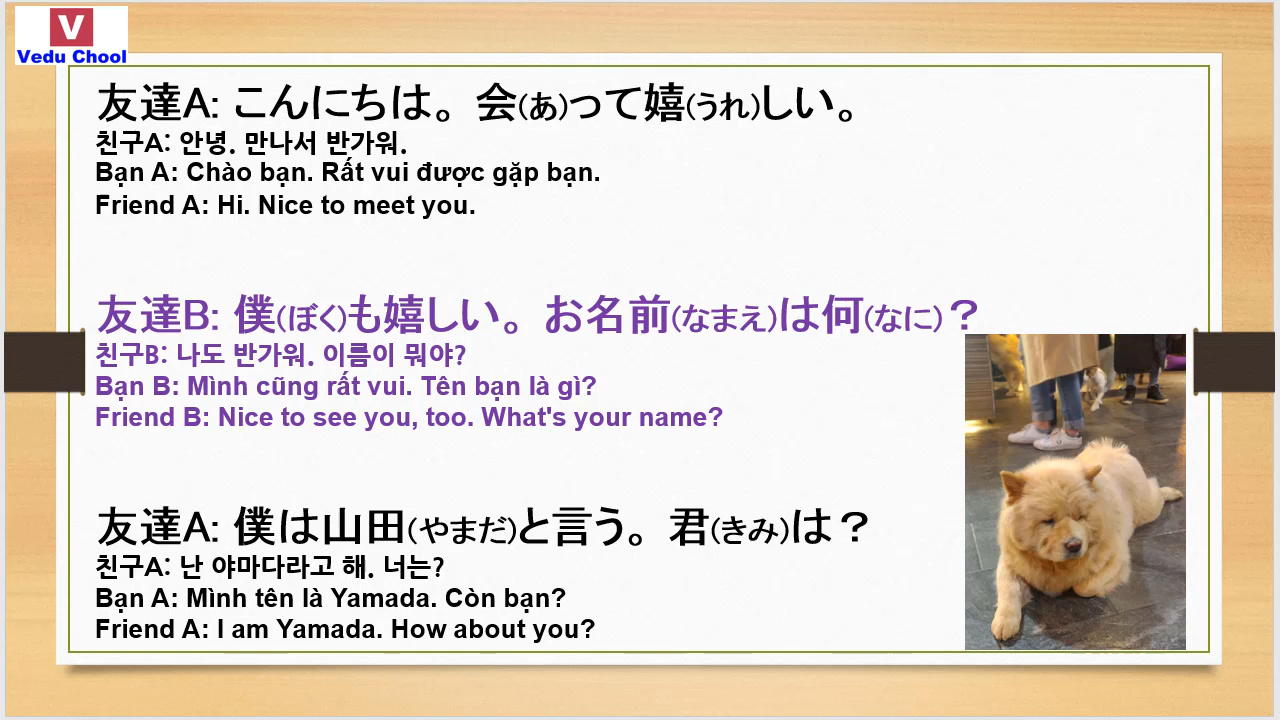 V
Vedu Chool
友達A: こんにちは。会(あ)って嬉(うれ)しい。
친구A: 안녕. 만나서 반가워.
Bạn A: Chào bạn. Rất vui được gặp bạn.
Friend A: Hi. Nice to meet you.
友達B: 僕(ぼく)も嬉しい。お名前(なまえ)は何(なに)？
친구B: 나도 반가워. 이름이 뭐야?
Bạn B: Mình cũng rất vui. Tên bạn là gì?
Friend B: Nice to see you, too. What's your name?
友達A: 僕は山田(やまだ)と言う。君(きみ)は？
친구A: 난 야마다라고 해. 너는?
Bạn A: Mình tên là Yamada. Còn bạn?
Friend A: I am Yamada. How about you?